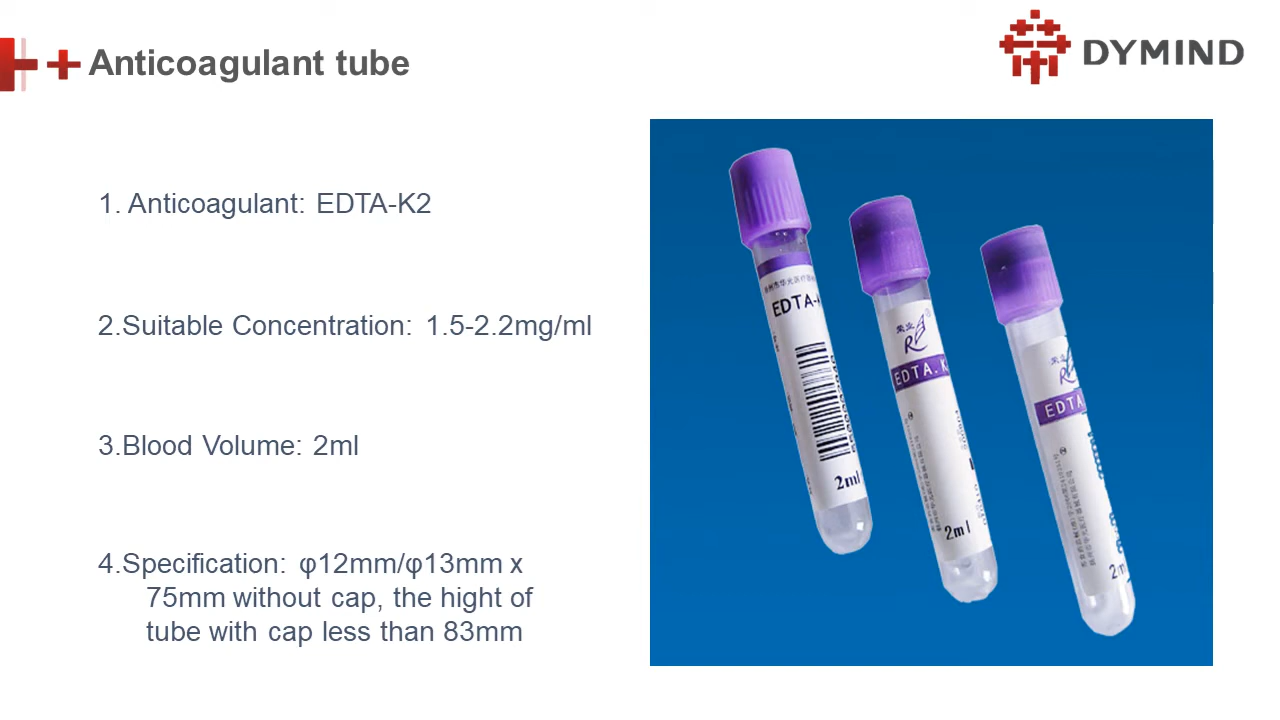 Anticoagulant tube
DYMIND
1. Anticoagulant: EDTA-K2
2.Suitable Concentration: 1.5-2.2mg/ml
3.Blood Volume: 2ml
4.Specification: φ12mm/φ13mm x
75mm without cap, the hight of
tube with cap less than 83mm
EDTA-
2ml
EDTA.K
2ml
EDTA